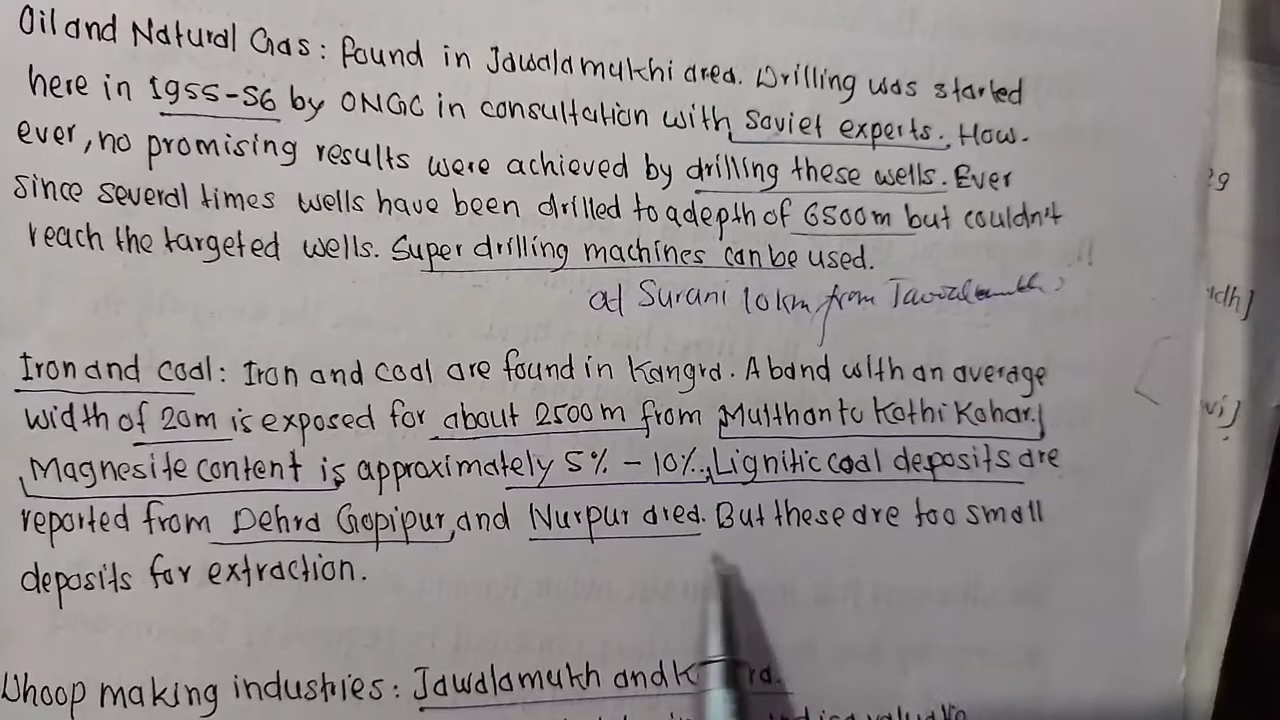 Oil and Natural Gas: found in Jawalamukhi area. Drilling was started
here in 1955-56 by ONGC in consultation with Soviet experts. How-
ever, no promising results were achieved by drilling these wells. Ever
since several times wells have been drilled to a depth of 6500m but couldn't
reach the targeted wells. Super drilling machines can be used.
at Surani 10km from
Iron and coal: Iron and coal are found in Kangra. A band with an average
width of 20m is exposed for about 2500m from Multhan to Kothi Kohar.
Magnesite content is approximately 5% - 10%. Lignitic coal deposits are
reported from Dehra Gopipur, and Nurpur area. But these are too small
deposits for extraction.
Dhoop making industries: Jawalamukh and